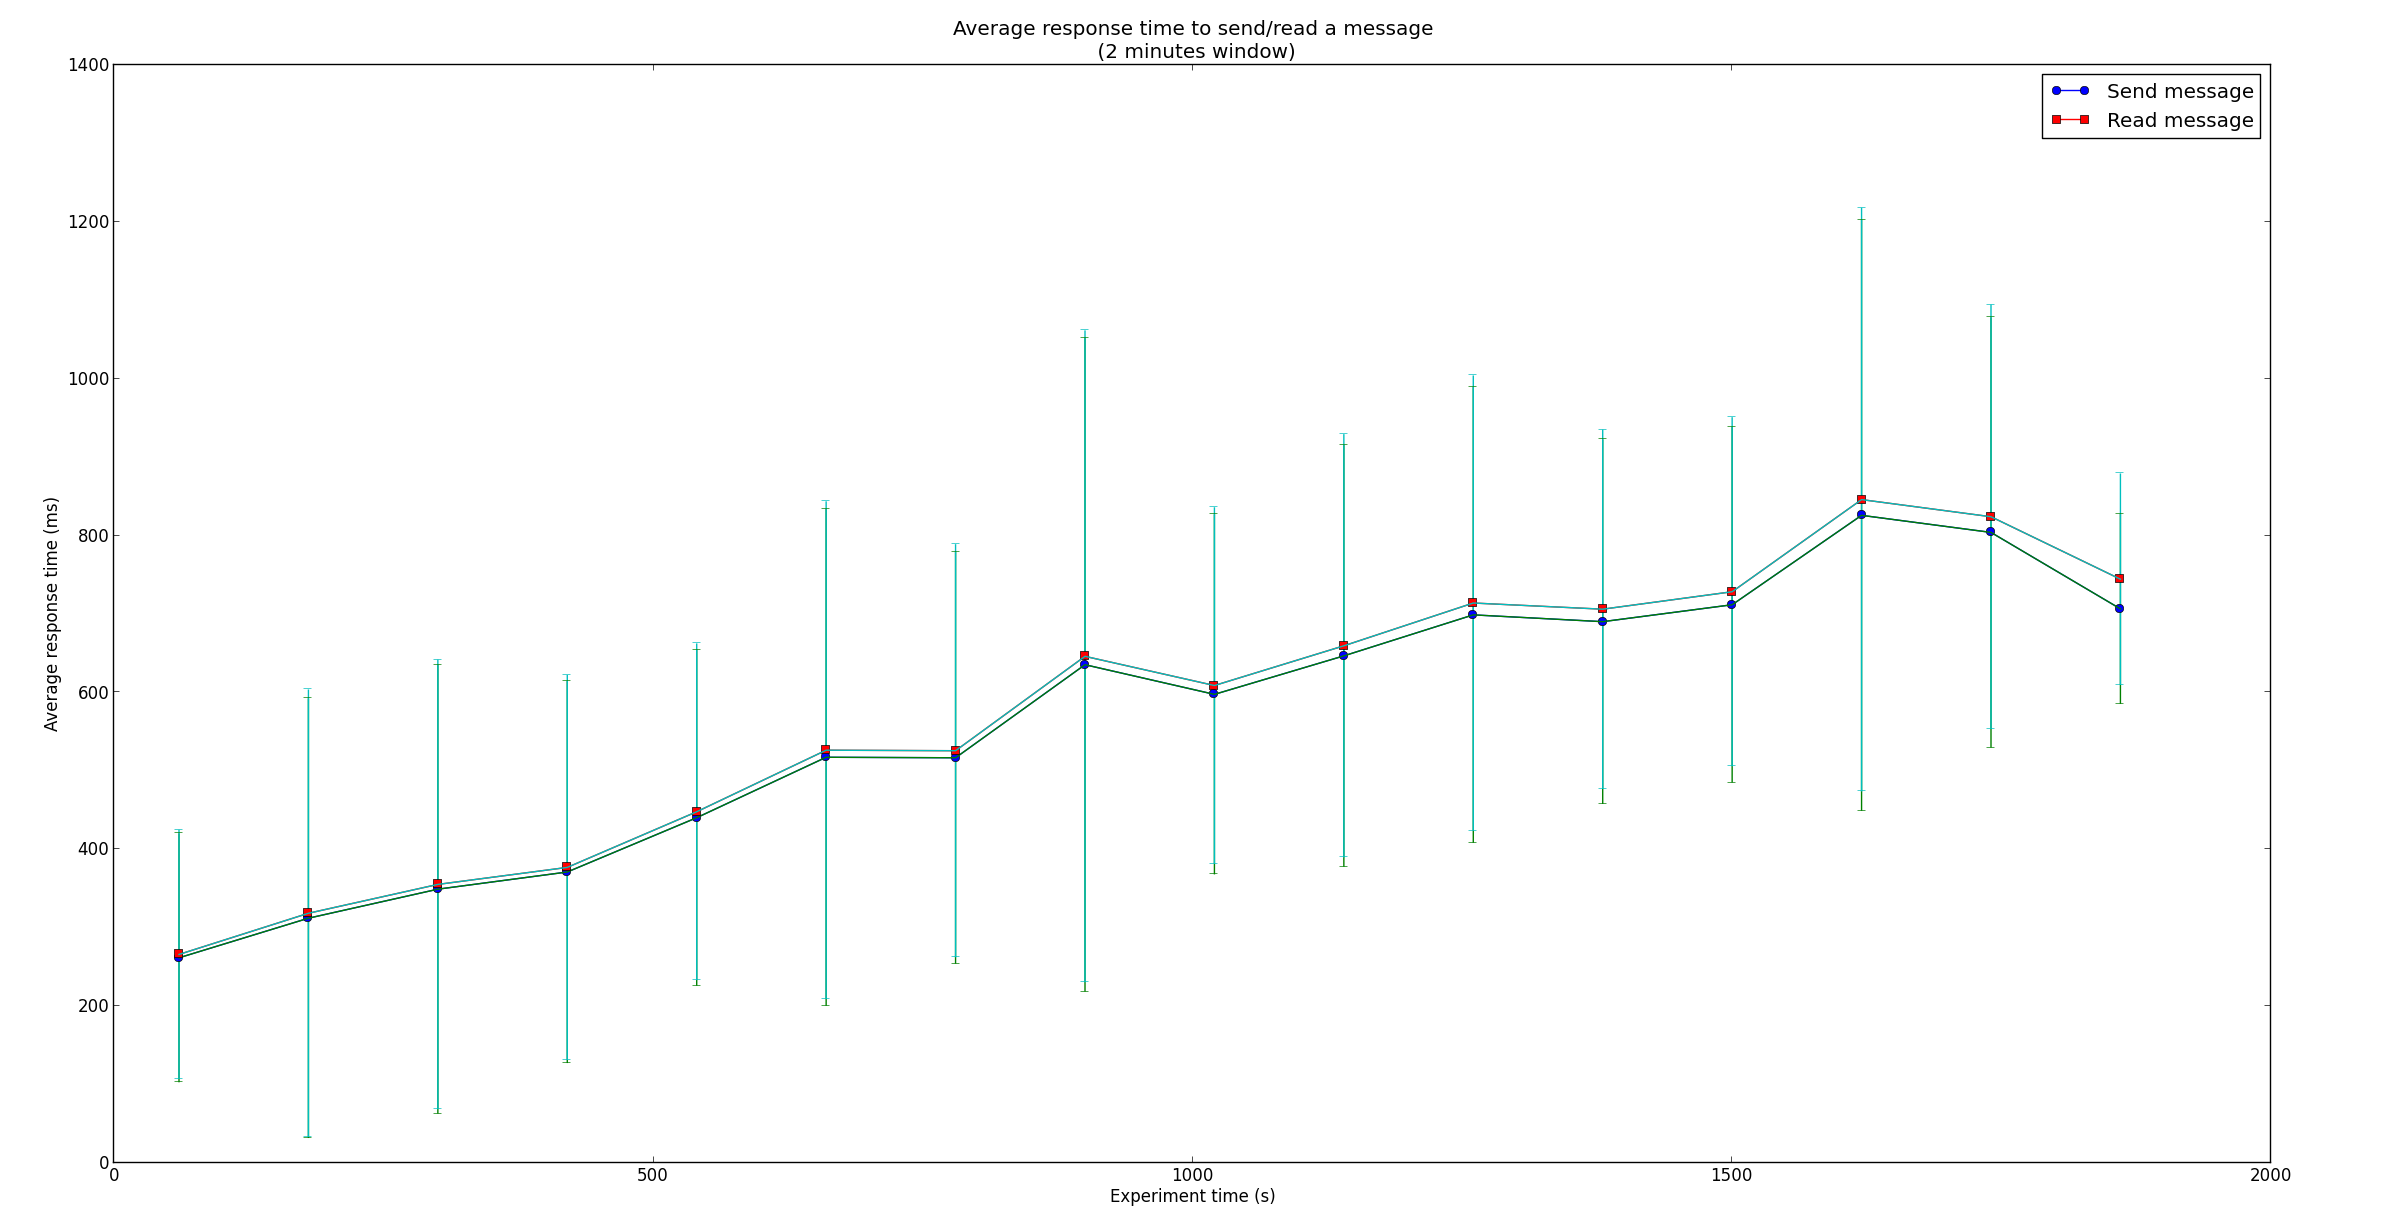 Average response time to send/read a message
(2 minutes window)
Send message
Read message
1400
1200
1000
800
600
400
200
0
Average response time (ms)
0
500
1000
1500
2000
Experiment time (s)